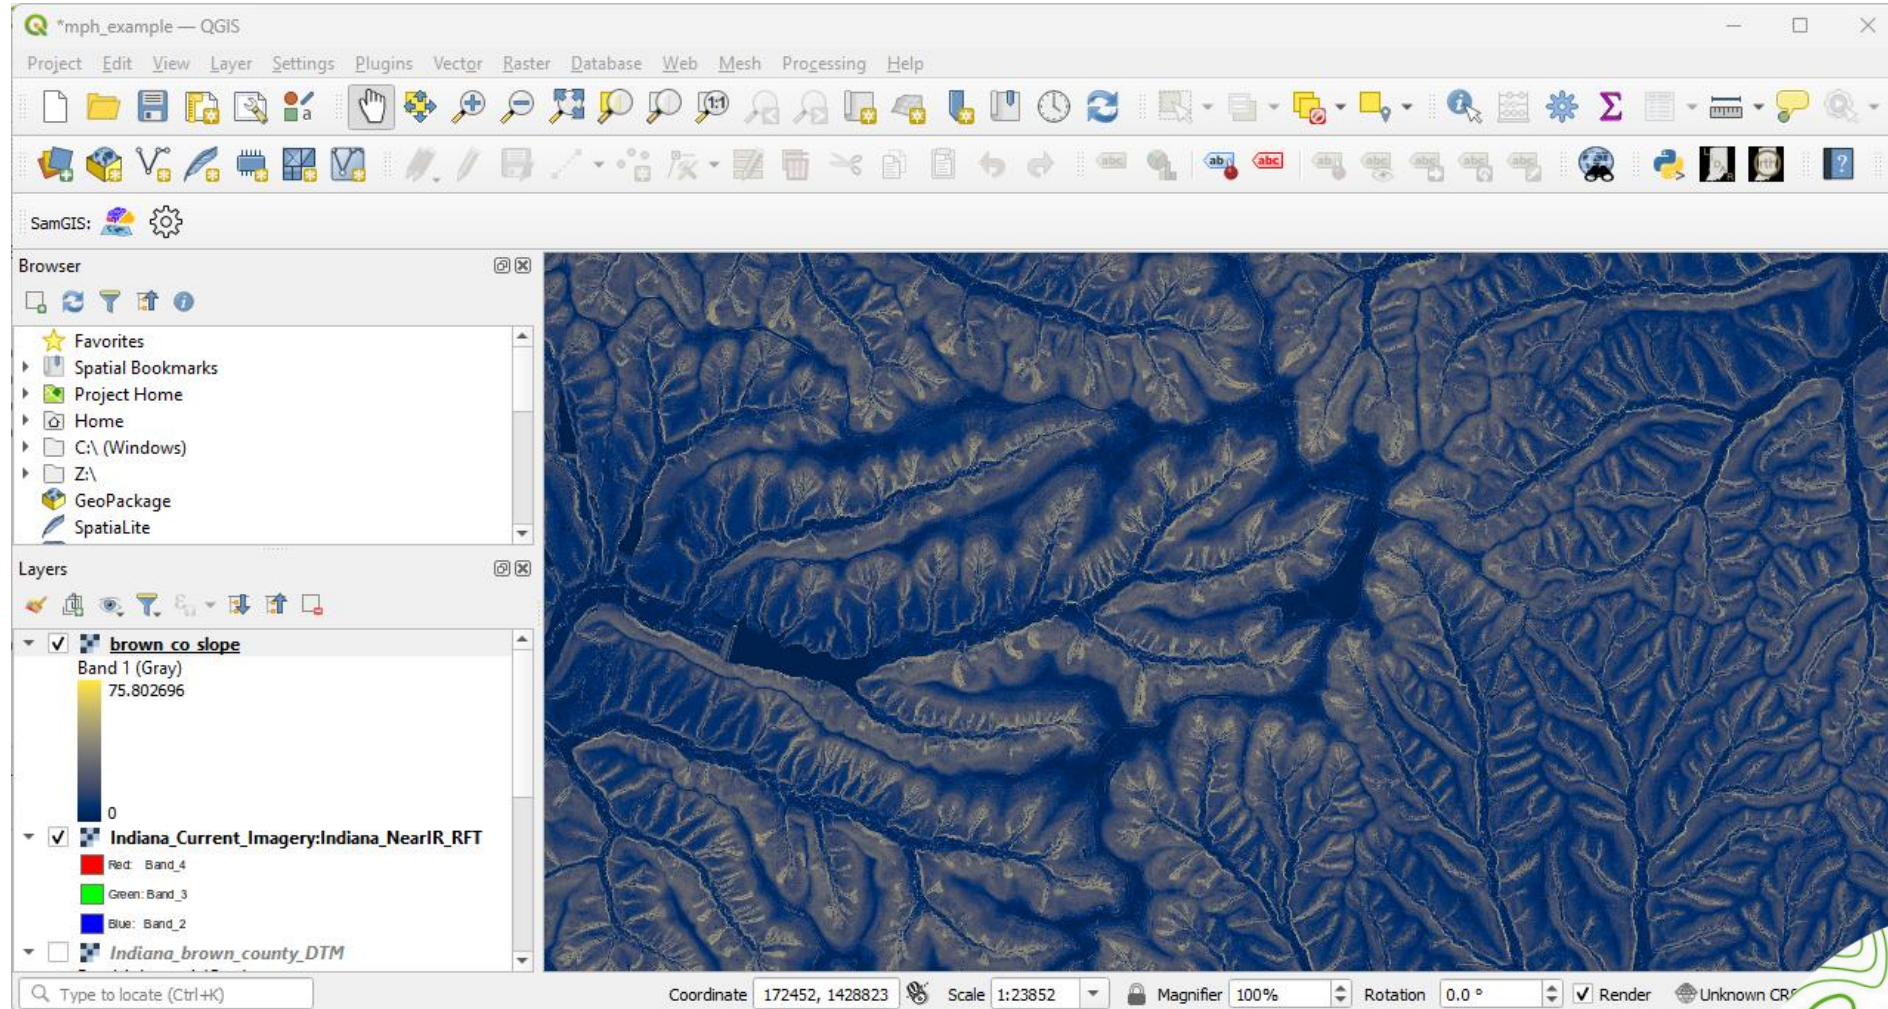 *mph_example — QGIS
Project Edit View Layer Settings Plugins Vector Raster Database Web Mesh Processing Help
SamGIS:
Browser
Favorites
Spatial Bookmarks
Project Home
Home
C:\ (Windows)
Z:\
GeoPackage
SpatiaLite
Layers
brown_co_slope
Band 1 (Gray)
75.802696
0
Indiana_Current_Imagery:Indiana_NearIR_RFT
Red: Band_4
Green: Band_3
Blue: Band_2
Indiana_brown_county_DTM
Type to locate (Ctrl+K) Coordinate 172452, 1428823 Scale 1:23852 Magnifier 100% Rotation 0.0 ° Render Unknown CRS